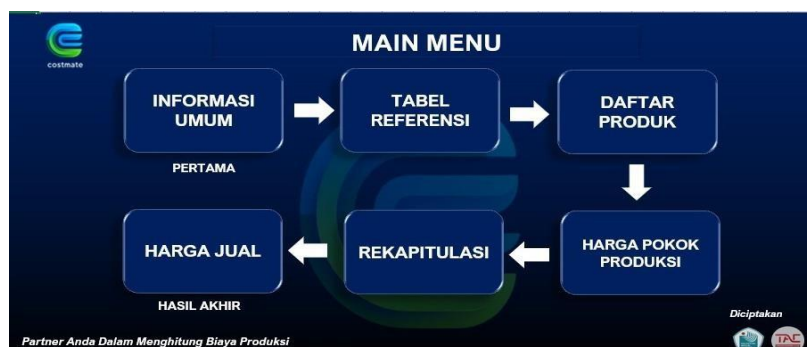 costmate
MAIN MENU
INFORMASI
UMUM
TABEL
REFERENSI
DAFTAR
PRODUK
PERTAMA
HARGA JUAL
REKAPITULASI
HARGA POKOK
PRODUKSI
HASIL AKHIR
Diciptakan
Partner Anda Dalam Menghitung Biaya Produksi
TAC